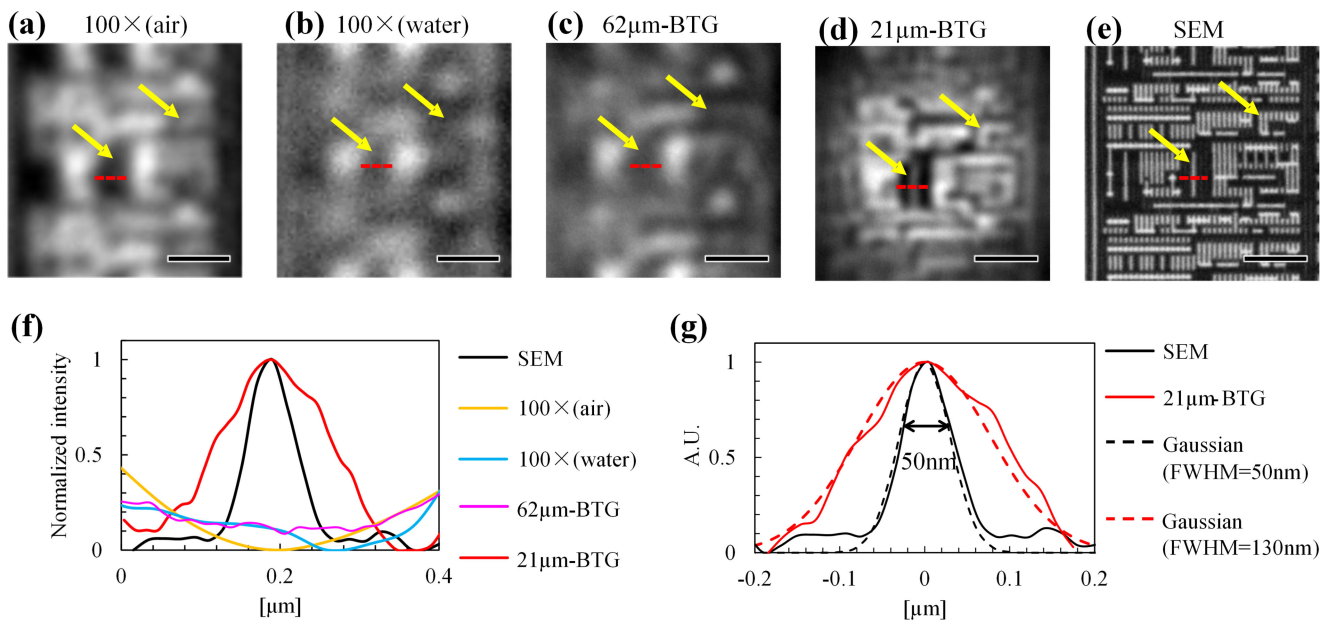 (a) 100×(air)
(b) 100×(water)
(c) 62μm-BTG
(d) 21μm-BTG
(e) SEM
(f)
Normalized intensity
1
0.5
0
0
0.2
0.4
[μm]
SEM
100×(air)
100×(water)
62μm-BTG
21μm-BTG
(g)
A.U.
1
0.5
0
50nm
-0.2
-0.1
0
0.1
0.2
[μm]
SEM
21μm-BTG
Gaussian
(FWHM=50nm)
Gaussian
(FWHM=130nm)